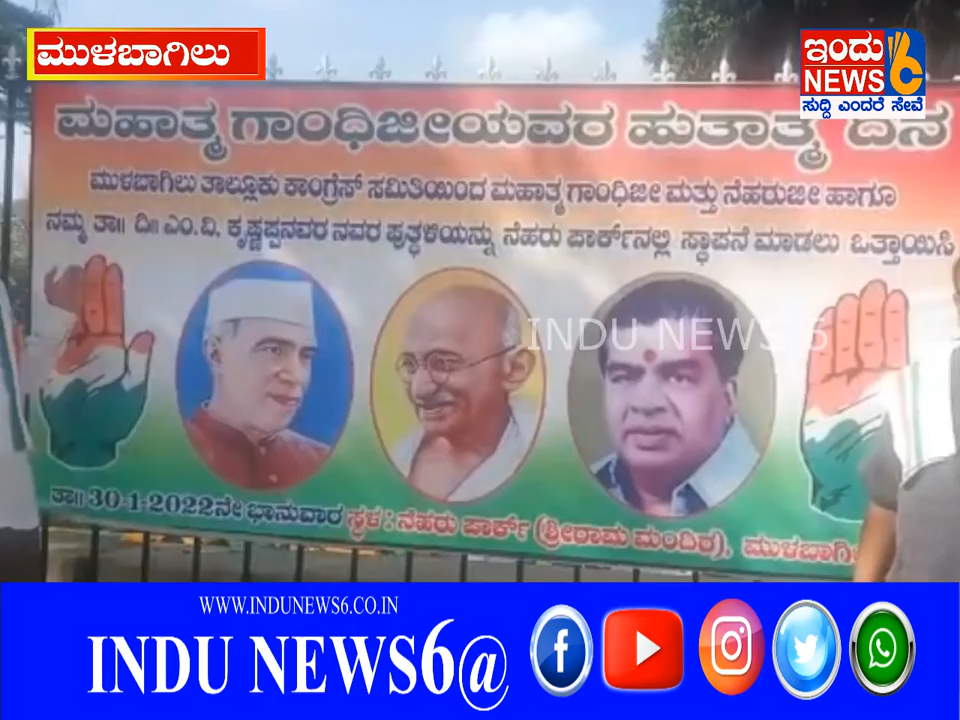 ಮುಳಬಾಗಿಲು
ಇಂದು
NEWS 6
ಸುದ್ದಿ ಎಂದರೆ ಸೇವೆ
ಮಹಾತ್ಮ ಗಾಂಧಿಜೀಯವರ ಹುತಾತ್ಮ ದಿನ
ಮುಳಬಾಗಿಲು ತಾಲ್ಲೂಕು ಕಾಂಗ್ರೆಸ್ ಸಮಿತಿಯಿಂದ ಮಹಾತ್ಮ ಗಾಂಧಿಜೀ ಮತ್ತು ನೆಹರುಜೀ ಹಾಗೂ
ನಮ್ಮ ತಾ|| ದಿ|| ಎಂ.ವಿ. ಕೃಷ್ಣಪ್ಪನವರ ನವರ ಪುತ್ಥಳಿಯನ್ನು ನೆಹರು ಪಾರ್ಕ್‌ನಲ್ಲಿ ಸ್ಥಾಪನೆ ಮಾಡಲು ಒತ್ತಾಯಿಸಿ
INDU NEWS 6
ತಾ|| 30-1-2022ನೇ ಭಾನುವಾರ ಸ್ಥಳ : ನೆಹರು ಪಾರ್ಕ್ (ಶ್ರೀರಾಮ ಮಂದಿರ), ಮುಳಬಾಗಿ
WWW.INDUNEWS6.CO.IN
INDU NEWS6@